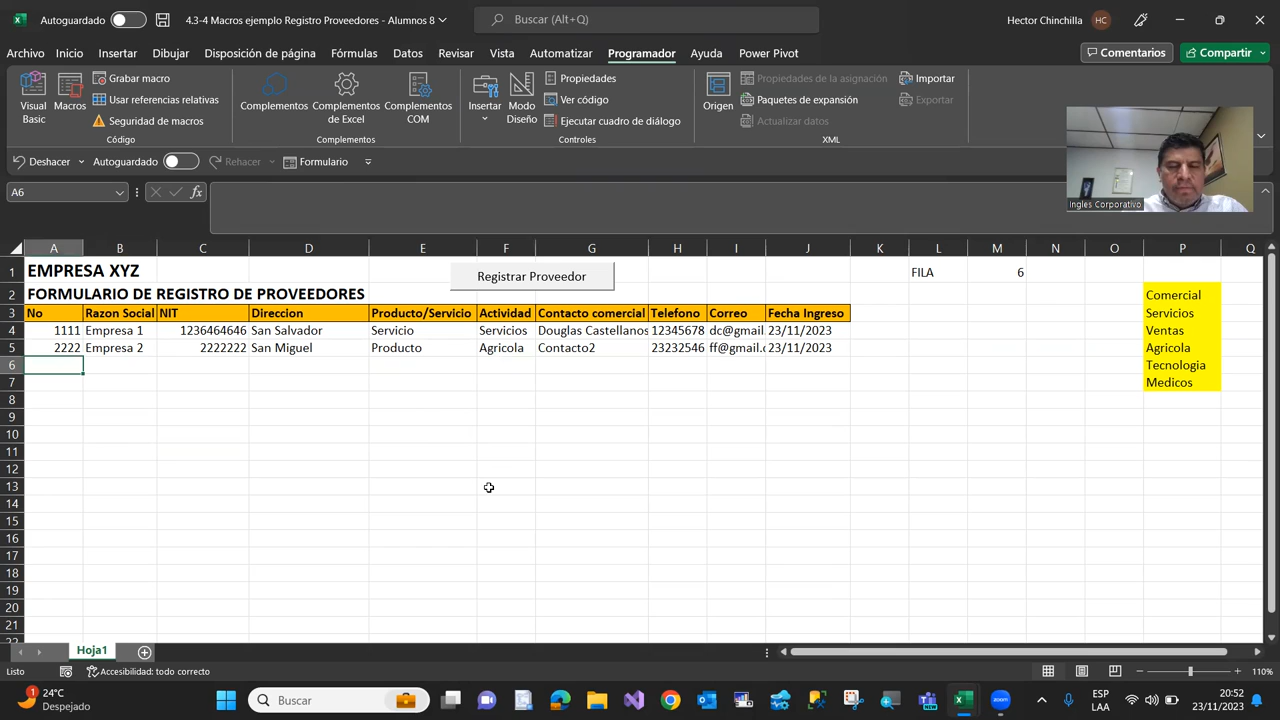 Autoguardado 4.3-4 Macros ejemplo Registro Proveedores - Alumnos 8 Buscar (Alt+Q) Hector Chinchilla HC
Archivo Inicio Insertar Dibujar Disposición de página Fórmulas Datos Revisar Vista Automatizar Programador Ayuda Power Pivot Comentarios Compartir
Visual Basic
Macros
Grabar macro
Usar referencias relativas
Seguridad de macros
Código
Complementos
Complementos de Excel
Complementos COM
Complementos
Insertar
Modo Diseño
Propiedades
Ver código
Ejecutar cuadro de diálogo
Controles
Origen
Propiedades de la asignación
Paquetes de expansión
Actualizar datos
Importar
Exportar
XML
Deshacer Autoguardado Rehacer Formulario
Ingles Corporativo
A6 fx
A B C D E F G H I J K L M N O P Q
1 EMPRESA XYZ Registrar Proveedor FILA 6
2 FORMULARIO DE REGISTRO DE PROVEEDORES Comercial
3 No Razon Social NIT Direccion Producto/Servicio Actividad Contacto comercial Telefono Correo Fecha Ingreso Servicios
4 1111 Empresa 1 1236464646 San Salvador Servicio Servicios Douglas Castellanos 12345678 dc@gmail 23/11/2023 Ventas
5 2222 Empresa 2 2222222 San Miguel Producto Agricola Contacto2 23232546 ff@gmail.c 23/11/2023 Agricola
6 Tecnologia
7 Medicos
8
9
10
11
12
13
14
15
16
17
18
19
20
21
22
Hoja1
Listo Accesibilidad: todo correcto 110%
1 24°C
Despejado
Buscar
ESP
LAA
20:52
23/11/2023